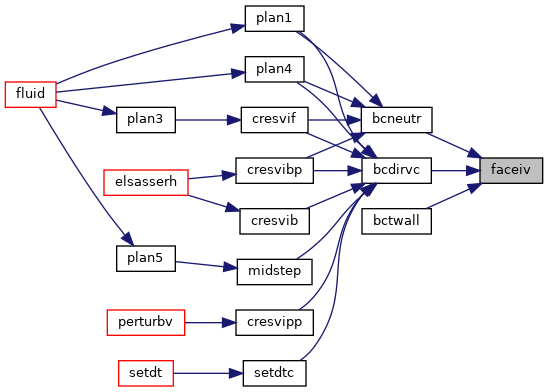 plan1
plan4
fluid
plan3
cresvif
bcneutr
elsasserh
cresvibp
bcdirvc
faceiv
cresvib
bctwall
plan5
midstep
perturbv
cresvipp
setdt
setdtc